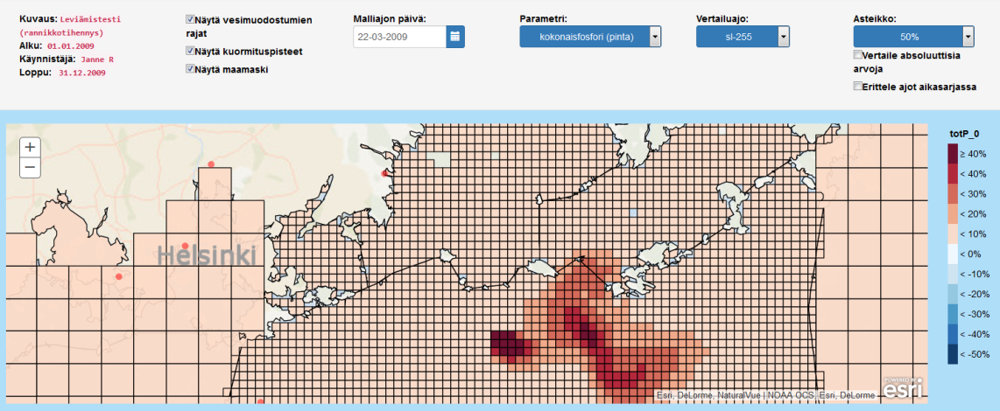 Kuvaus: Leviämistesti
(rannikkotihennys)
Alku: 01.01.2009
Käynnistäjä: Janne R
Loppu: 31.12.2009
Näytä vesimuodostumien
rajat
Näytä kuormituspisteet
Näytä maamaski
Malliajon päivä:
22-03-2009
Parametri:
kokonaisfosfori (pinta)
Vertailuajo:
sl-255
Asteikko:
50%
Vertaile absoluuttisia
arvoja
Erittele ajot aikasarjassa
+
−
Helsinki
totP_0
≥ 40%
< 40%
< 30%
< 20%
< 10%
< 0%
< -10%
< -20%
< -30%
< -40%
< -50%
POWERED BY
esri
Esri, DeLorme, NaturalVue | NOAA OCS, Esri, DeLorme